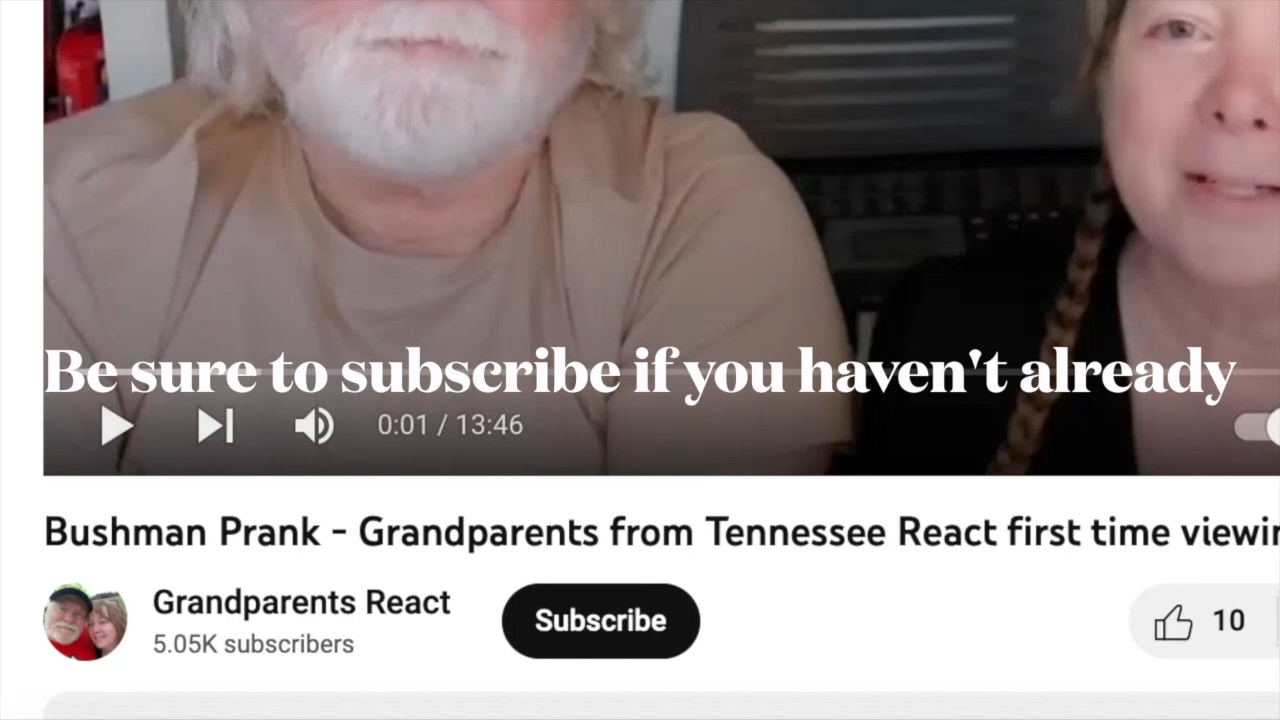 Be sure to subscribe if you haven't already
0:01 / 13:46
Bushman Prank - Grandparents from Tennessee React first time viewin
Grandparents React
5.05K subscribers
Subscribe
10